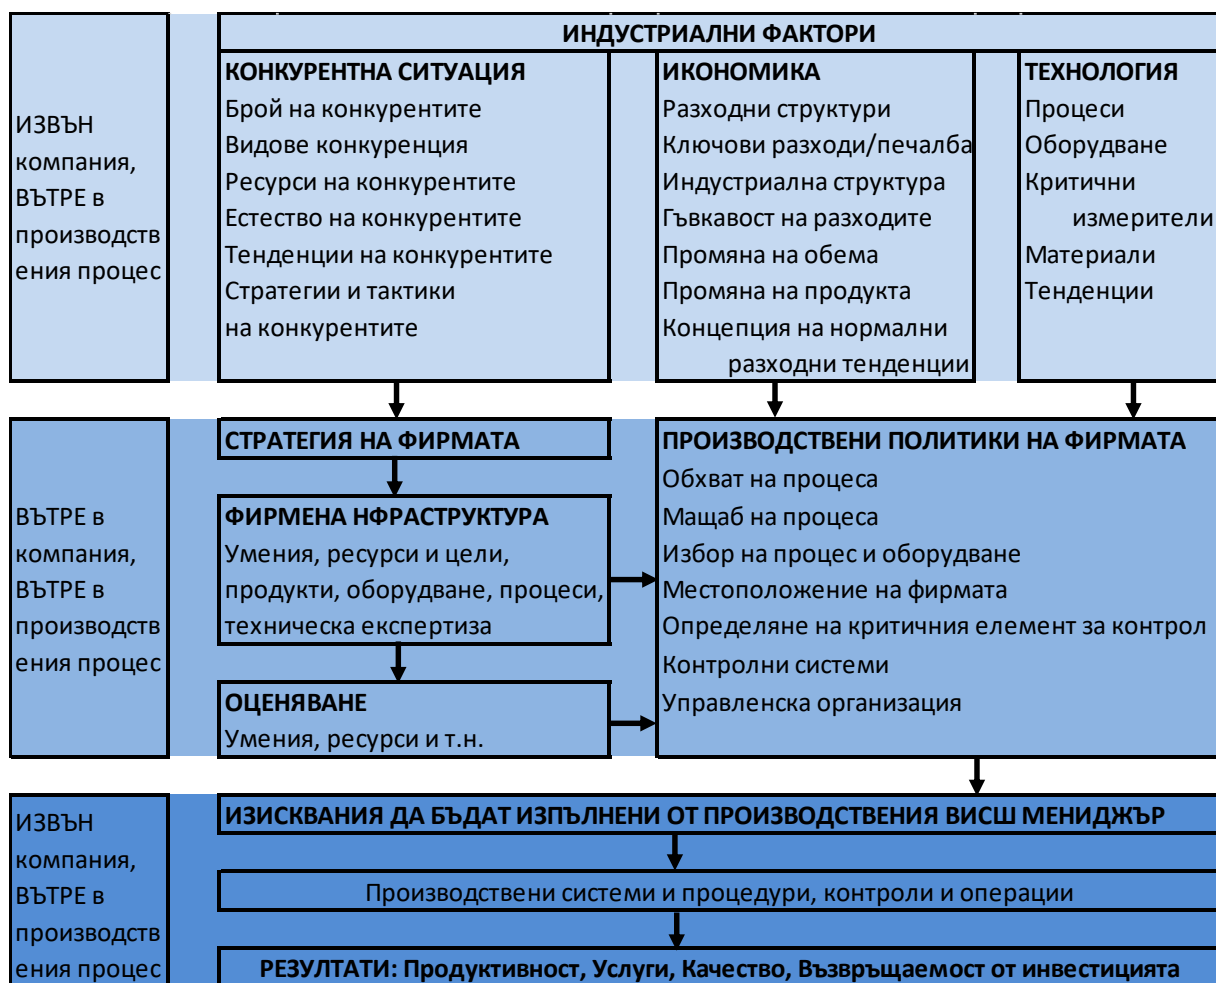 ИНДУСТРИАЛНИ ФАКТОРИ
ИЗВЪН
компания,
ВЪТРЕ в
производств
ения процес
КОНКУРЕНТНА СИТУАЦИЯ
Брой на конкурентите
Видове конкуренция
Ресурси на конкурентите
Естество на конкурентите
Тенденции на конкурентите
Стратегии и тактики
на конкурентите
ИКОНОМИКА
Разходни структури
Ключови разходи/печалба
Индустриална структура
Гъвкавост на разходите
Промяна на обема
Промяна на продукта
Концепция на нормални
разходни тенденции
ТЕХНОЛОГИЯ
Процеси
Оборудване
Критични
измерители
Материали
Тенденции
ВЪТРЕ в
компания,
ВЪТРЕ в
производств
ения процес
СТРАТЕГИЯ НА ФИРМАТА
ФИРМЕНА НФРАСТРУКТУРА
Умения, ресурси и цели,
продукти, оборудване, процеси,
техническа експертиза
ОЦЕНЯВАНЕ
Умения, ресурси и т.н.
ПРОИЗВОДСТВЕНИ ПОЛИТИКИ НА ФИРМАТА
Обхват на процеса
Мащаб на процеса
Избор на процес и оборудване
Местоположение на фирмата
Определяне на критичния елемент за контрол
Контролни системи
Управленска организация
ИЗВЪН
компания,
ВЪТРЕ в
производств
ения процес
ИЗИСКВАНИЯ ДА БЪДАТ ИЗПЪЛНЕНИ ОТ ПРОИЗВОДСТВЕНИЯ ВИСШ МЕНИДЖЪР
Производствени системи и процедури, контроли и операции
РЕЗУЛТАТИ: Продуктивност, Услуги, Качество, Възвръщаемост от инвестицията